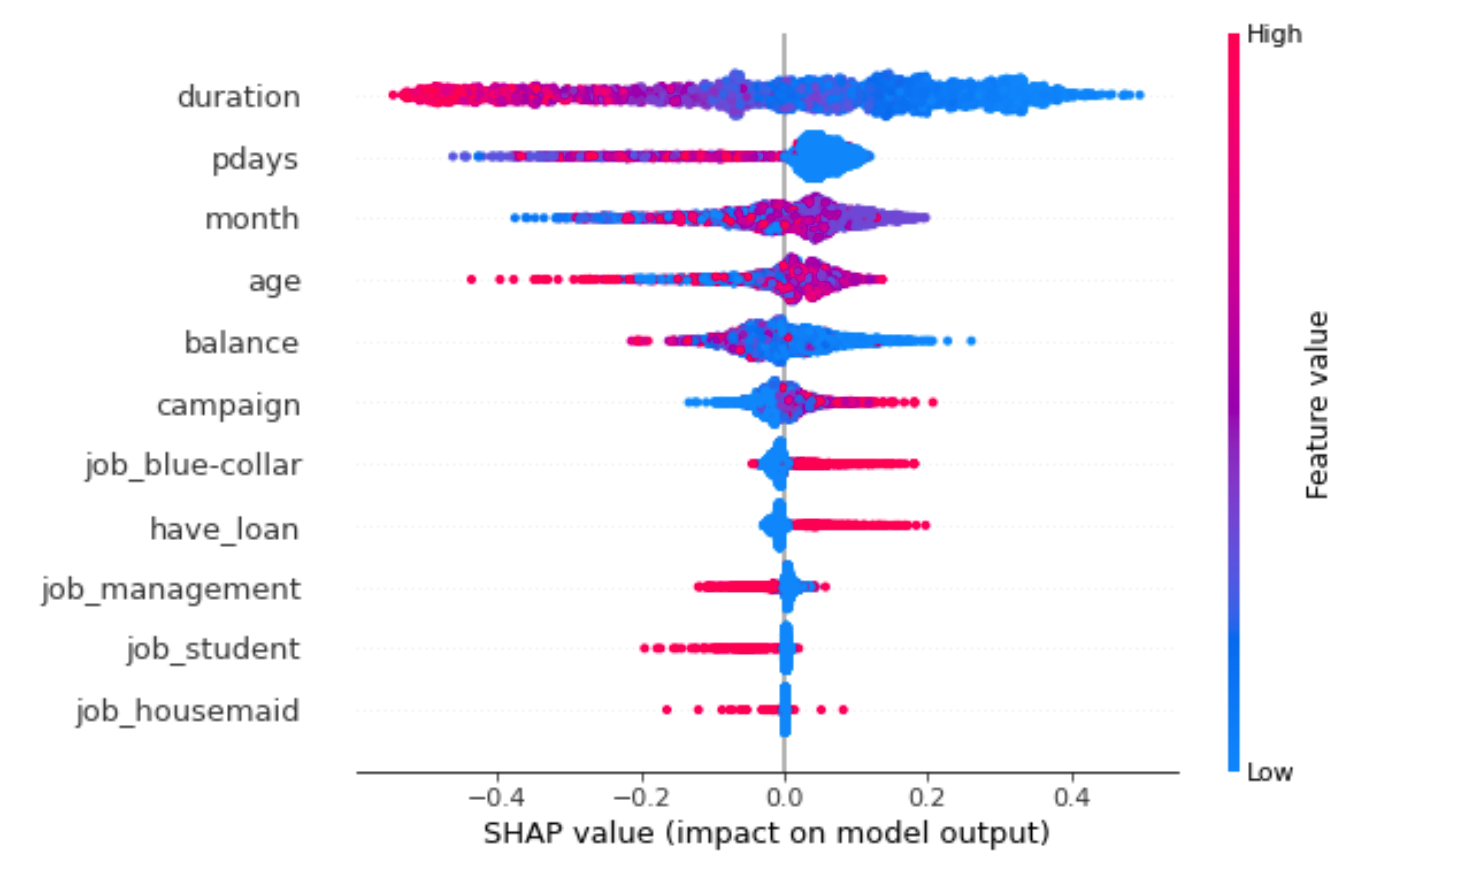 High
duration
pdays
month
age
balance
campaign
job_blue-collar
have_loan
job_management
job_student
job_housemaid
Feature value
Low
−0.4 −0.2 0.0 0.2 0.4
SHAP value (impact on model output)